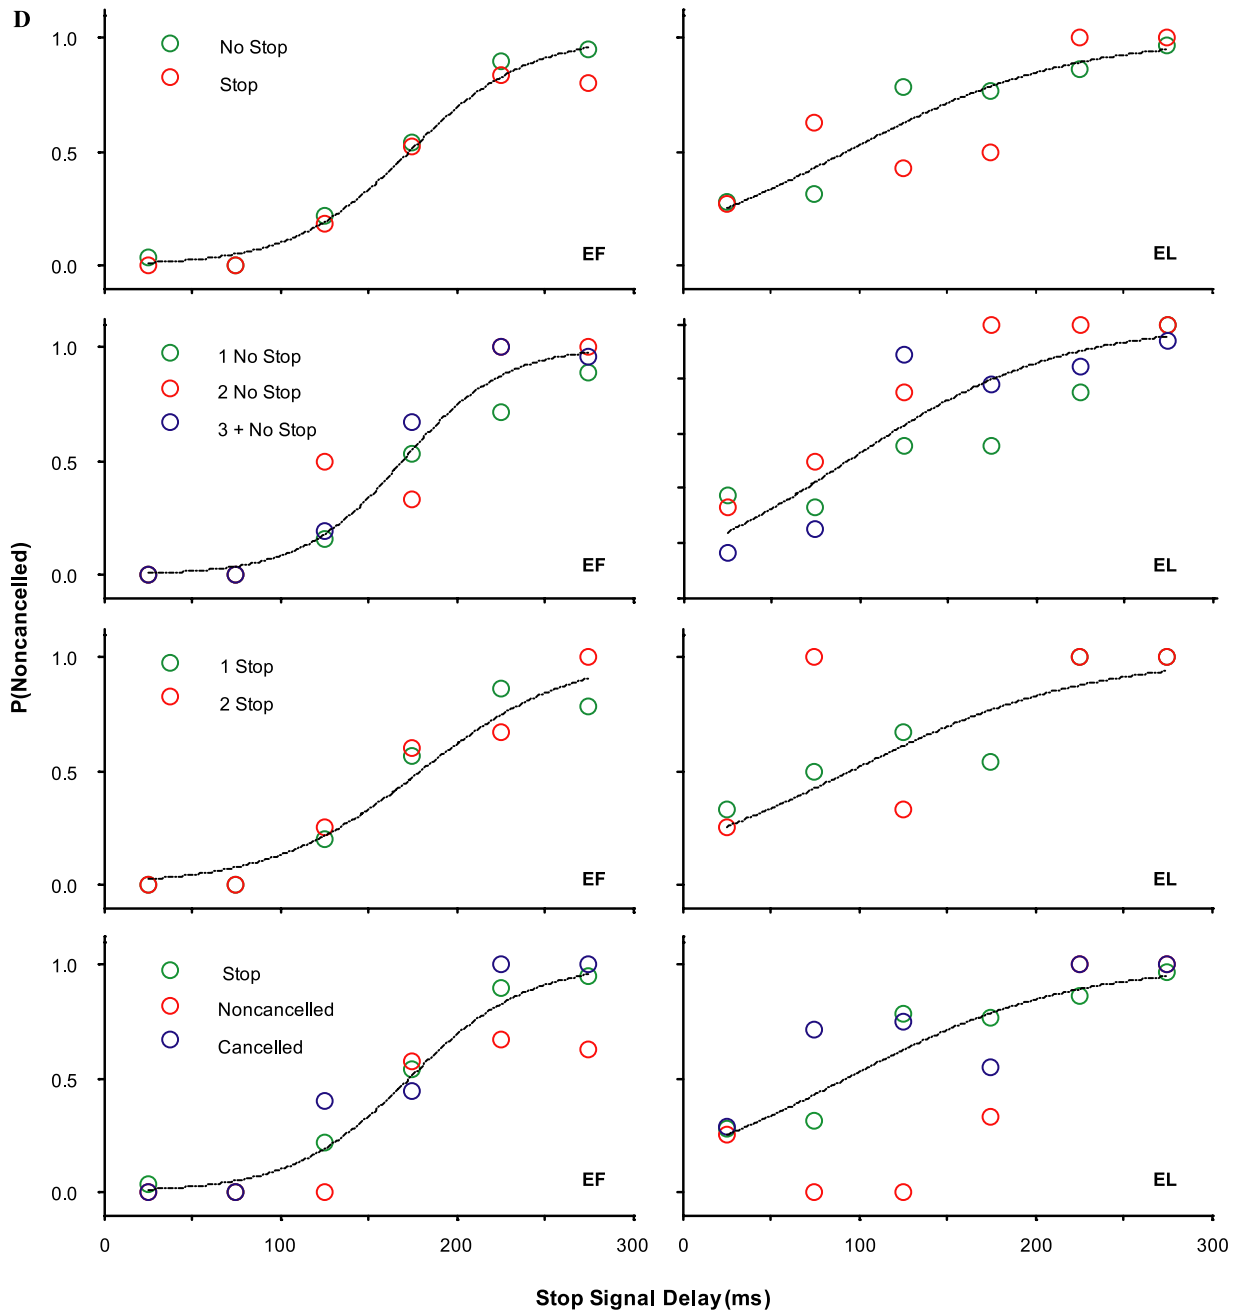 D
1.0
0.5
0.0
No Stop
Stop
EF
EL
1.0
0.5
0.0
1 No Stop
2 No Stop
3 + No Stop
EF
EL
1.0
0.5
0.0
1 Stop
2 Stop
EF
EL
1.0
0.5
0.0
Stop
Noncancelled
Cancelled
EF
EL
0
100
200
300
0
100
200
300
P(Noncancelled)
Stop Signal Delay (ms)